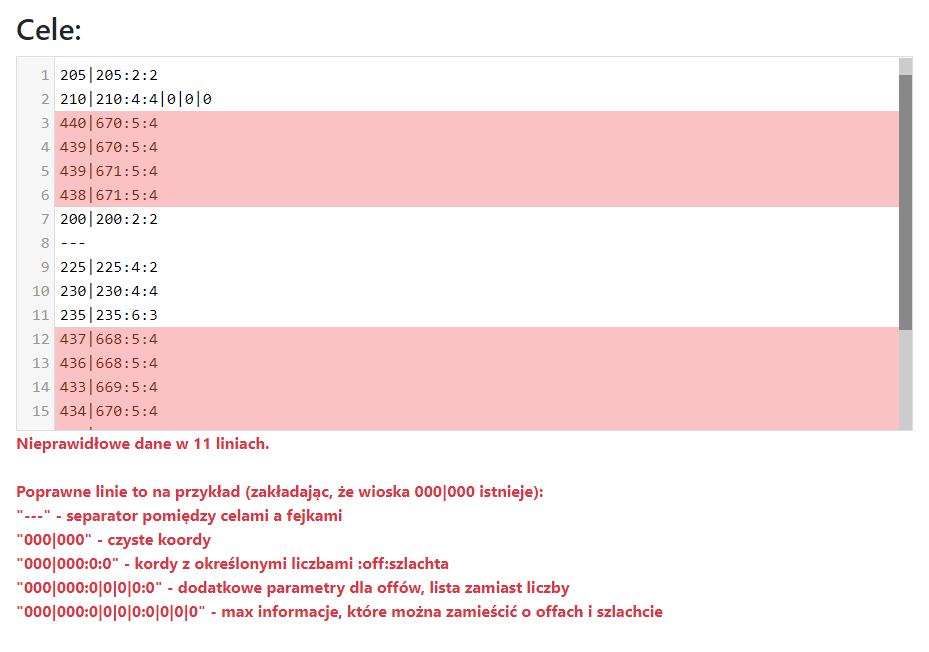 Cele:
1 205|205:2:2
2 210|210:4:4|0|0|0
3 440|670:5:4
4 439|670:5:4
5 439|671:5:4
6 438|671:5:4
7 200|200:2:2
8 ---
9 225|225:4:2
10 230|230:4:4
11 235|235:6:3
12 437|668:5:4
13 436|668:5:4
14 433|669:5:4
15 434|670:5:4
Nieprawidłowe dane w 11 liniach.
Poprawne linie to na przykład (zakładając, że wioska 000|000 istnieje):
"---" - separator pomiędzy celami a fejkami
"000|000" - czyste koordy
"000|000:0:0" - kordy z określonymi liczbami :off:szlachta
"000|000:0|0|0|0:0" - dodatkowe parametry dla offów, lista zamiast liczby
"000|000:0|0|0|0:0|0|0|0" - max informacje, które można zamieścić o offach i szlachcie